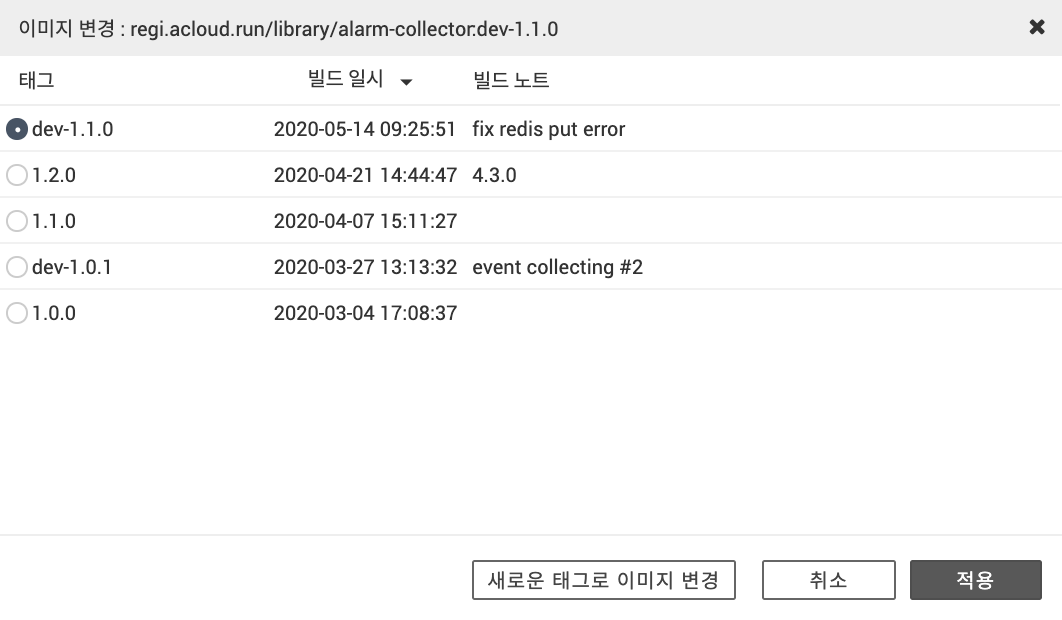 이미지 변경 : regi.acloud.run/library/alarm-collector:dev-1.1.0
태그 빌드 일시 빌드 노트
dev-1.1.0 2020-05-14 09:25:51 fix redis put error
1.2.0 2020-04-21 14:44:47 4.3.0
1.1.0 2020-04-07 15:11:27
dev-1.0.1 2020-03-27 13:13:32 event collecting #2
1.0.0 2020-03-04 17:08:37
새로운 태그로 이미지 변경 취소 적용